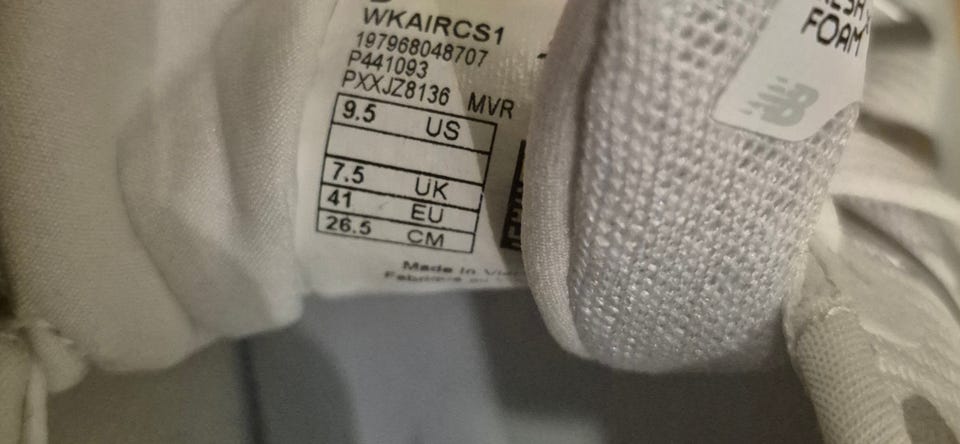 WKAIRCS1
197968048707
P441093
PXXJZ8136 MVR
9.5 US
7.5 UK
41 EU
26.5 CM
Made in
FOAM
NB